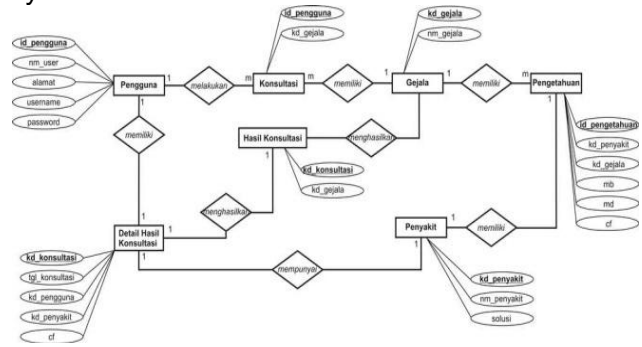 id_pengguna
kd_gejala
kd_gejala
nm_gejala
id_pengguna
nm_user
alamat
username
password
Pengguna
1
melakukan
m
Konsultasi
m
memiliki
1
Gejala
1
memiliki
m
Pengetahuan
1
1
1
memiliki
Hasil Konsultasi
menghasilkan
1
kd_konsultasi
kd_gejala
id_pengetahuan
kd_penyakit
kd_gejala
mb
md
cf
menghasilkan
1
Detail Hasil
Konsultasi
1
1
Penyakit
1
memiliki
1
mempunyai
kd_konsultasi
tgl_konsultasi
kd_pengguna
kd_penyakit
cf
kd_penyakit
nm_penyakit
solusi